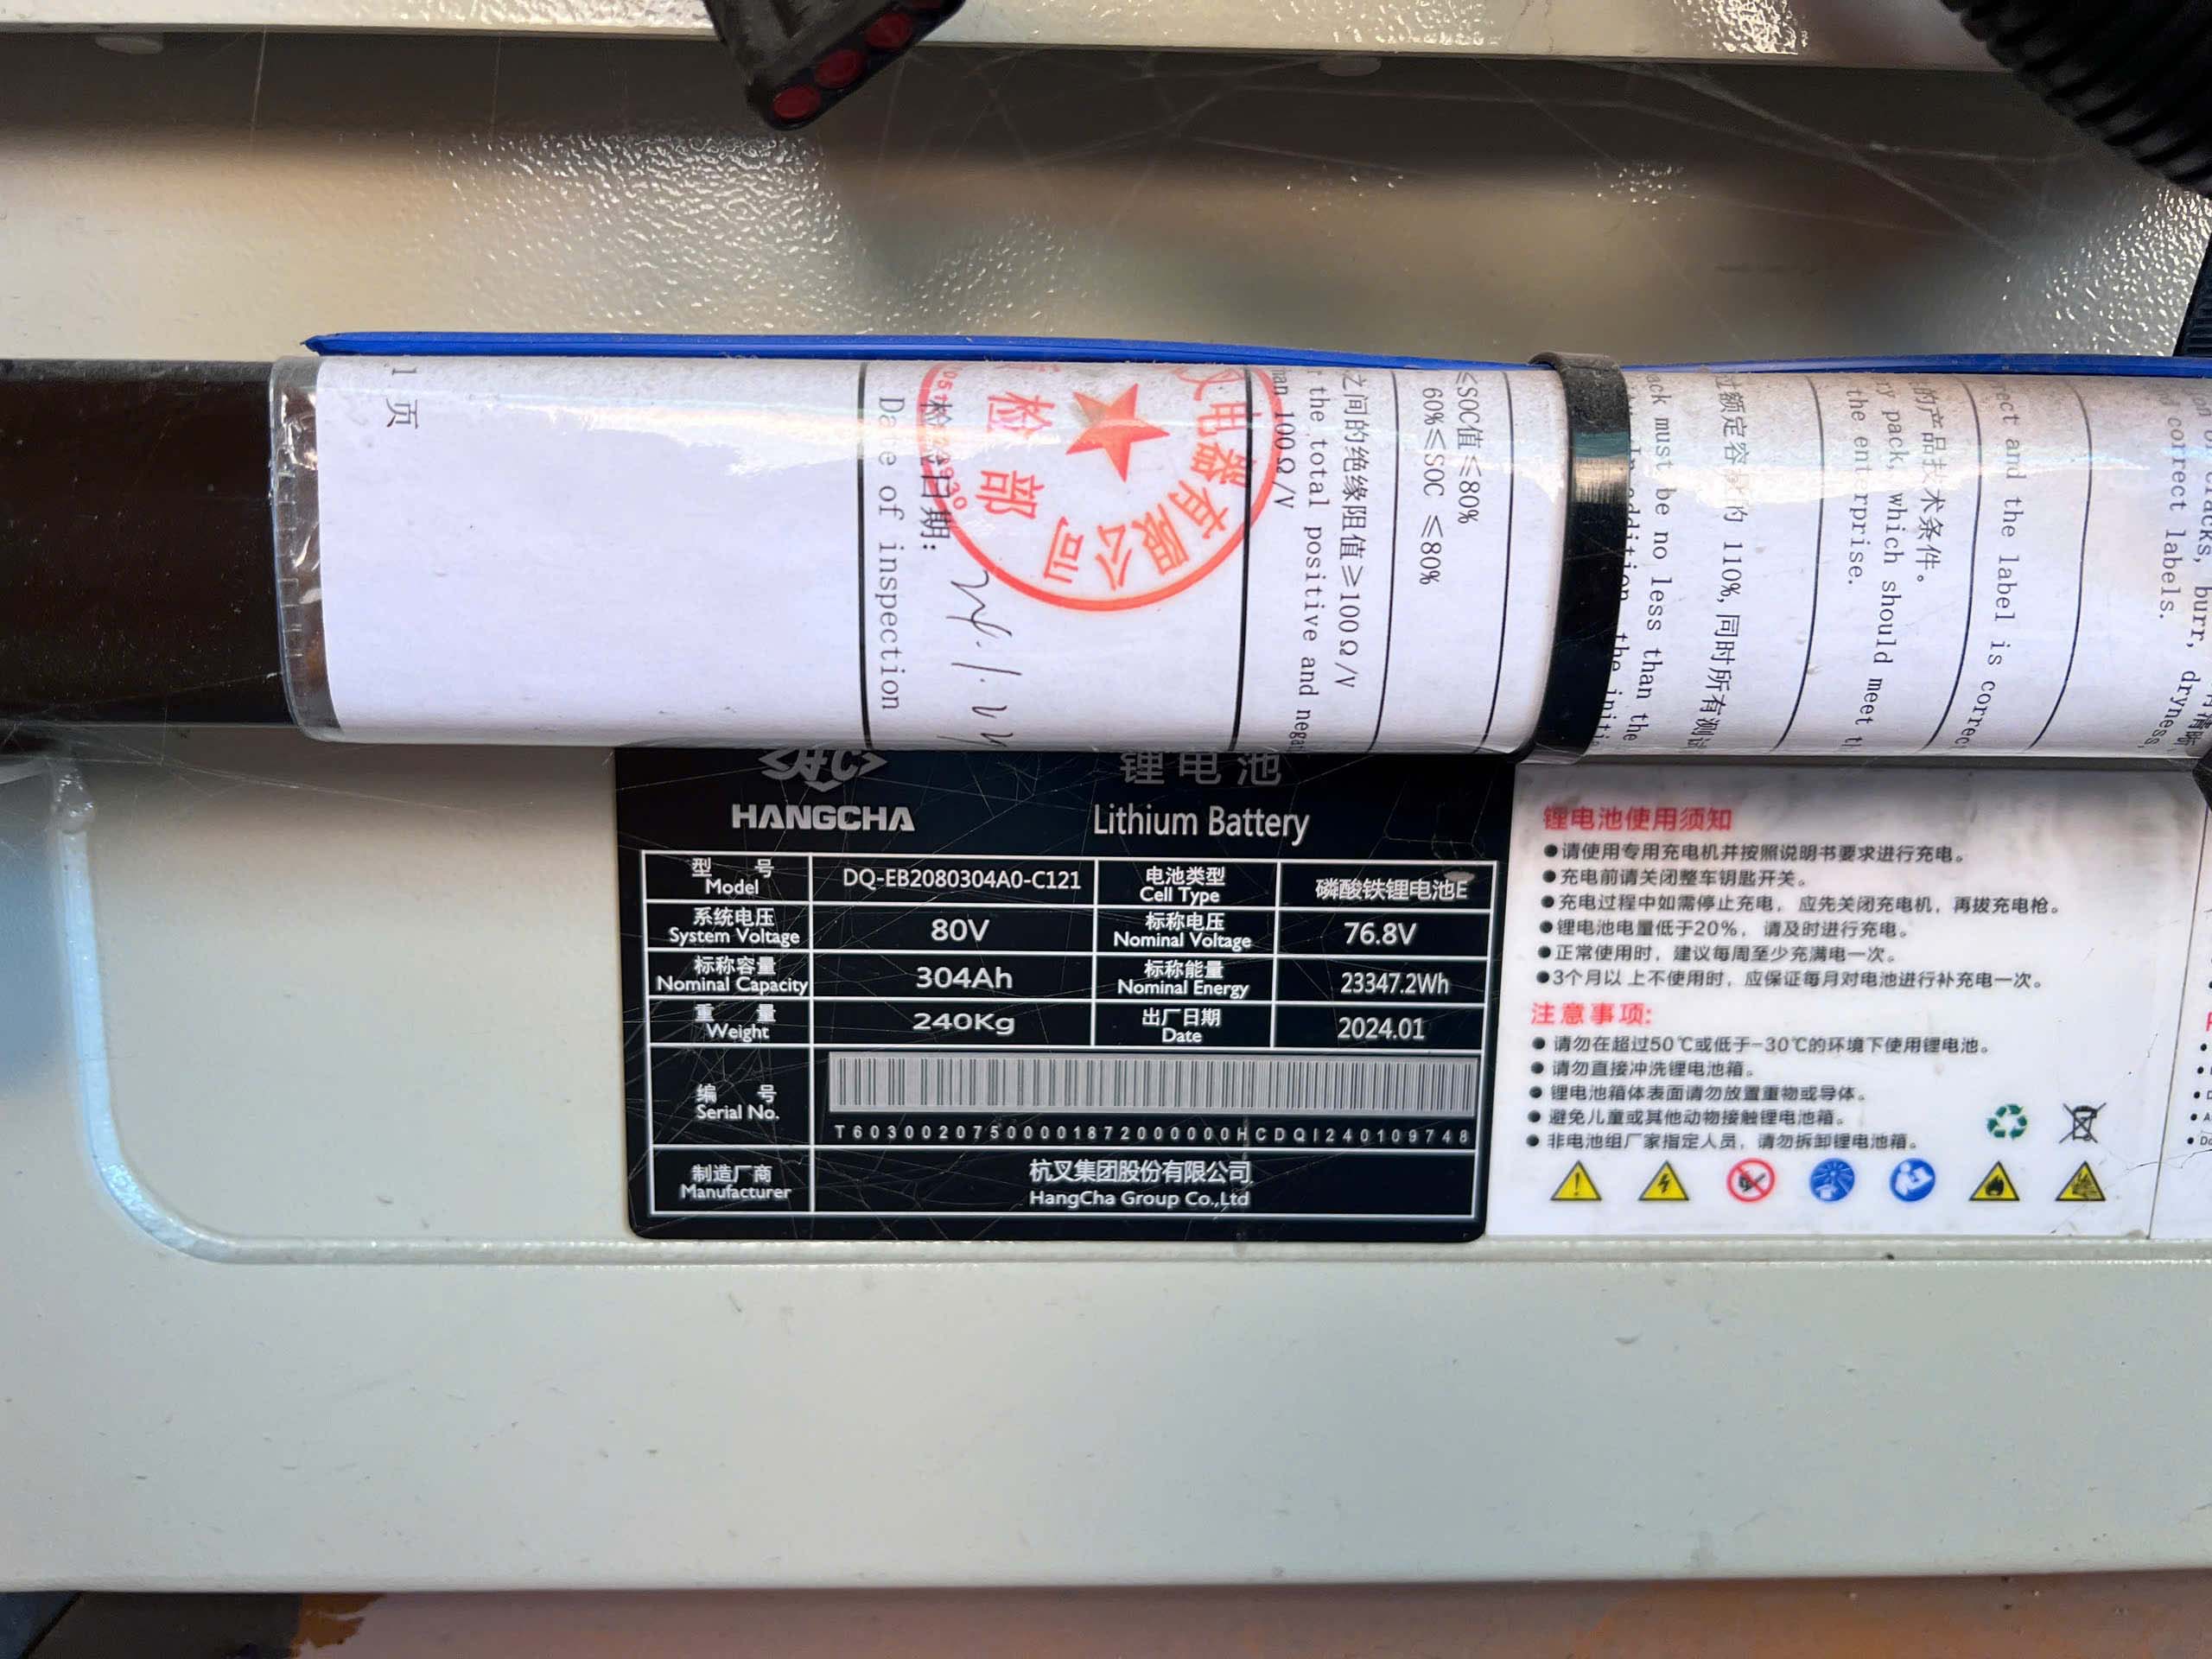 1 页
检验日期:
Date of inspection
检
部
电器有限公司
之间的绝缘阻值≥100Ω/V
the total positive and
100Ω/V
≤SOC值≤80%
60%≤SOC ≤80%
must be no less than the
In addition, the
额定容量的 110%, 同时所有测
的产品技术条件。
pack, which should meet
the enterprise.
and the label is
burr, dryness,
correct labels.
HC
HANGCHA
锂电池
Lithium Battery
型 号
Model
DQ-EB2080304A0-C121
电池类型
Cell Type
磷酸铁锂电池E
系统电压
System Voltage
80V
标称电压
Nominal Voltage
76.8V
标称容量
Nominal Capacity
304Ah
标称能量
Nominal Energy
23347.2Wh
重 量
Weight
240Kg
出厂日期
Date
2024.01
编 号
Serial No.
T60300207500001872000000HCDQI240109748
制造厂商
Manufacturer
杭叉集团股份有限公司
HangCha Group Co.,Ltd
锂电池使用须知
●请使用专用充电机并按照说明书要求进行充电。
●充电前请关闭整车钥匙开关。
●充电过程中如需停止充电，应先关闭充电机，再拔充电枪。
●锂电池电量低于20%，请及时进行充电。
●正常使用时，建议每周至少充满电一次。
●3个月以上不使用时，应保证每月对电池进行补充电一次。
注意事项:
● 请勿在超过50℃或低于-30℃的环境下使用锂电池。
● 请勿直接冲洗锂电池箱。
● 锂电池箱体表面请勿放置重物或导体。
● 避免儿童或其他动物接触锂电池箱。
● 非电池组厂家指定人员，请勿拆卸锂电池箱。